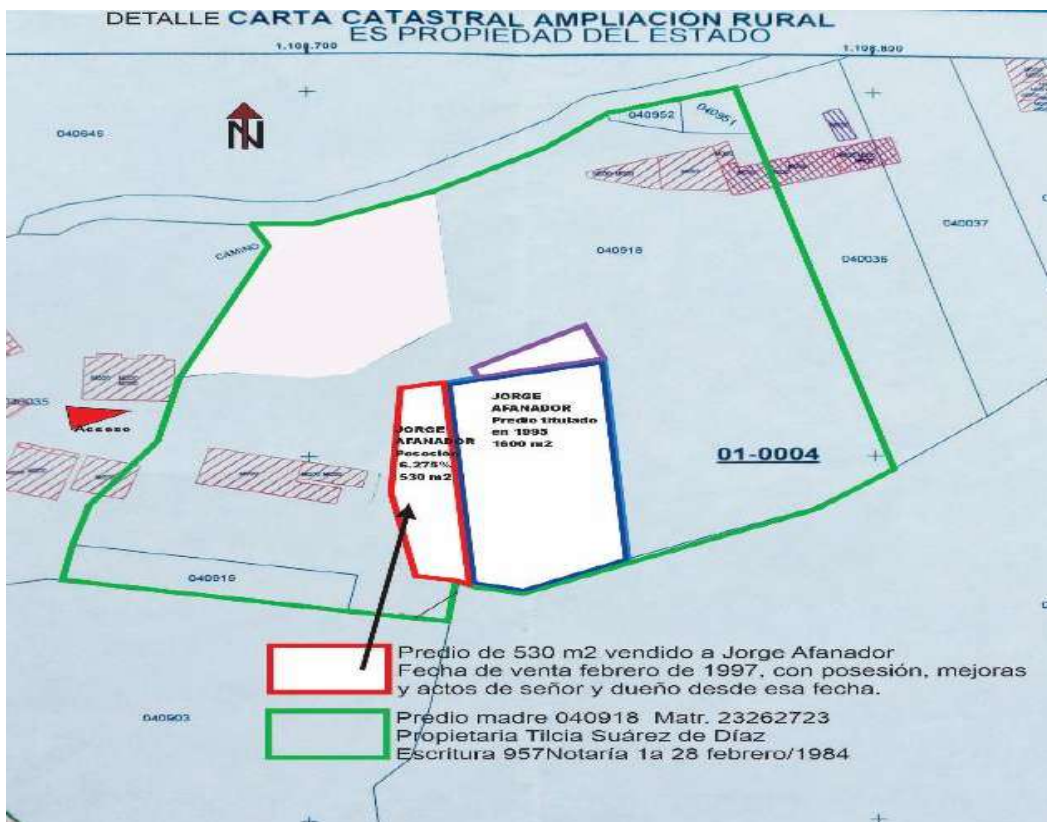 DETALLE CARTA CATASTRAL AMPLIACIÓN RURAL
ES PROPIEDAD DEL ESTADO
1.108.700
1.108.800
N
040952
040951
040037
040918
040036
CAMINO
Acceso
JORGE
AFANADOR
Posesión
6.275%
530 m2
JORGE
AFANADOR
Predio titulado
en 1995
1600 m2
01-0004
040919
040903
Predio de 530 m2 vendido a Jorge Afanador
Fecha de venta febrero de 1997, con posesión, mejoras
y actos de señor y dueño desde esa fecha.
Predio madre 040918 Matr. 23262723
Propietaria Tilcia Suárez de Díaz
Escritura 957Notaría 1a 28 febrero/1984